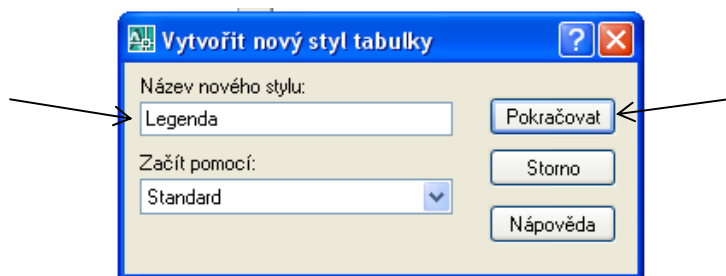 Vytvořit nový styl tabulky
Název nového stylu:
Legenda
Pokračovat
Začít pomocí:
Storno
Standard
Nápověda